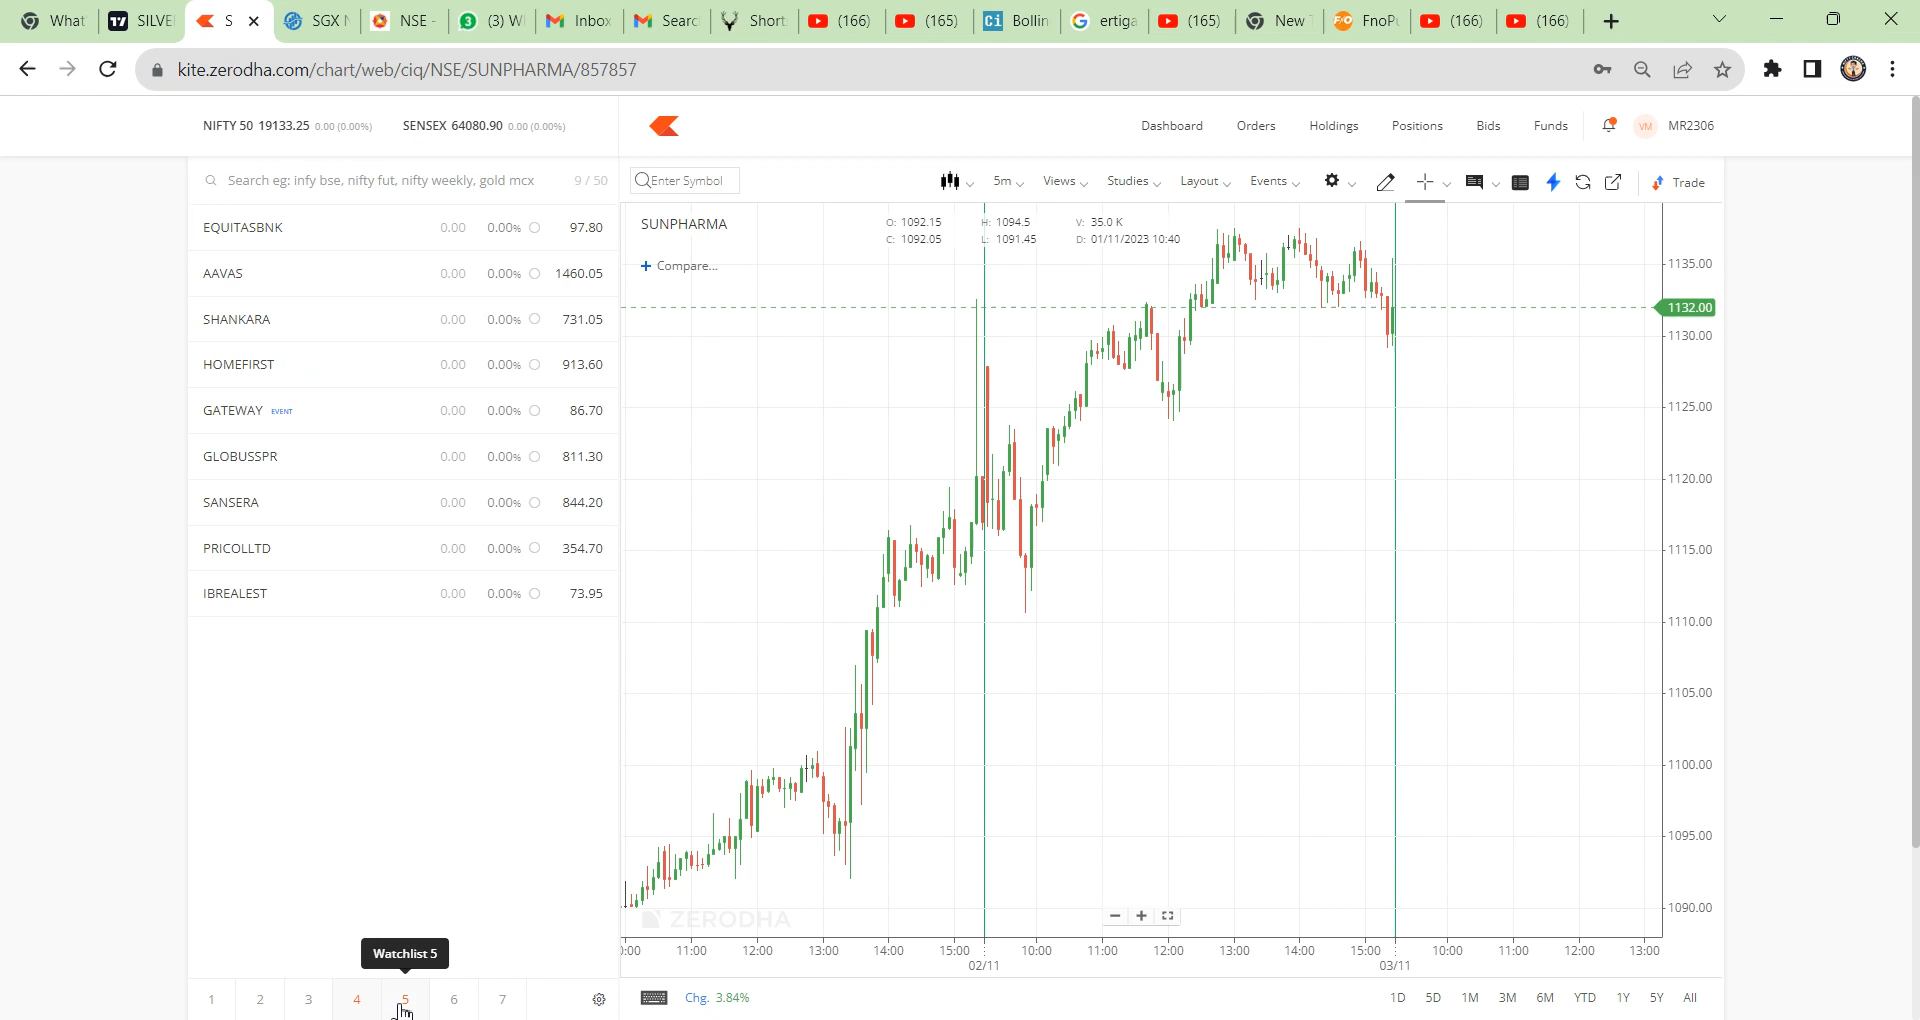 What'
SILVE
S
SGX N
NSE -
(3) W
Inbox
Searc
Short
(166)
(165)
Bollin
ertiga
(165)
New T
FnoPu
(166)
(166)
kite.zerodha.com/chart/web/ciq/NSE/SUNPHARMA/857857
NIFTY 50 19133.25 0.00 (0.00%) SENSEX 64080.90 0.00 (0.00%)
Dashboard Orders Holdings Positions Bids Funds VM MR2306
Search eg: infy bse, nifty fut, nifty weekly, gold mcx 9 / 50
Enter Symbol 5m Views Studies Layout Events Trade
EQUITASBNK 0.00 0.00% 97.80
AAVAS 0.00 0.00% 1460.05
SHANKARA 0.00 0.00% 731.05
HOMEFIRST 0.00 0.00% 913.60
GATEWAY EVENT 0.00 0.00% 86.70
GLOBUSSPR 0.00 0.00% 811.30
SANSERA 0.00 0.00% 844.20
PRICOLLTD 0.00 0.00% 354.70
IBREALEST 0.00 0.00% 73.95
Watchlist 5
1 2 3 4 5 6 7
SUNPHARMA
O: 1092.15 H: 1094.5 V: 35.0 K
C: 1092.05 L: 1091.45 D: 01/11/2023 10:40
+ Compare...
1135.00
1132.00
1130.00
1125.00
1120.00
1115.00
1110.00
1105.00
1100.00
1095.00
1090.00
ZERODHA
:00 11:00 12:00 13:00 14:00 15:00 10:00 11:00 12:00 13:00 14:00 15:00 10:00 11:00 12:00 13:00
02/11 03/11
Chg. 3.84%
1D 5D 1M 3M 6M YTD 1Y 5Y All